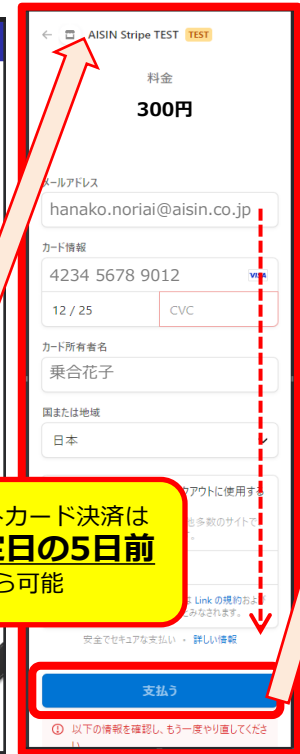 AISIN Stripe TEST TEST
料金
300円
メールアドレス
hanako.noriai@aisin.co.jp
カード情報
4234 5678 9012 VISA
12 / 25 CVC
カード所有者名
乗合花子
国または地域
日本
アウトに使用する
他多数のサイトで
トカード決済は
定日の5日前
ら可能
Link の規約およ
みなされます。
安全でセキュアな支払い • 詳しい情報
支払う
以下の情報を確認し、もう一度やり直してくださ
い